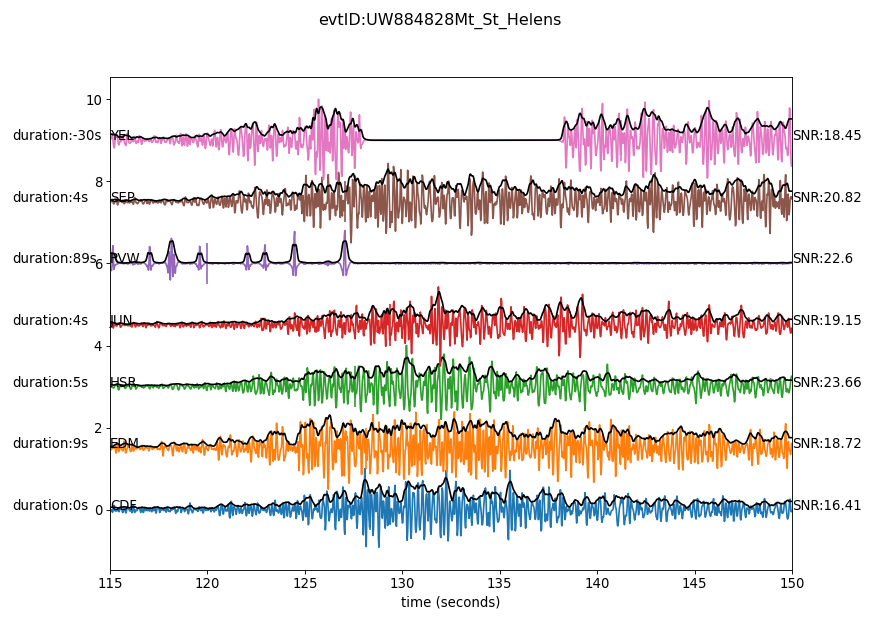 evtID:UW884828Mt_St_Helens
10
duration:-30s YEL SNR:18.45
8
duration:4s SEP SNR:20.82
duration:89s RVW SNR:22.6
6
duration:4s JUN SNR:19.15
4
duration:5s HSR SNR:23.66
2
duration:9s EDM SNR:18.72
duration:0s CDF SNR:16.41
0
115 120 125 130 135 140 145 150
time (seconds)